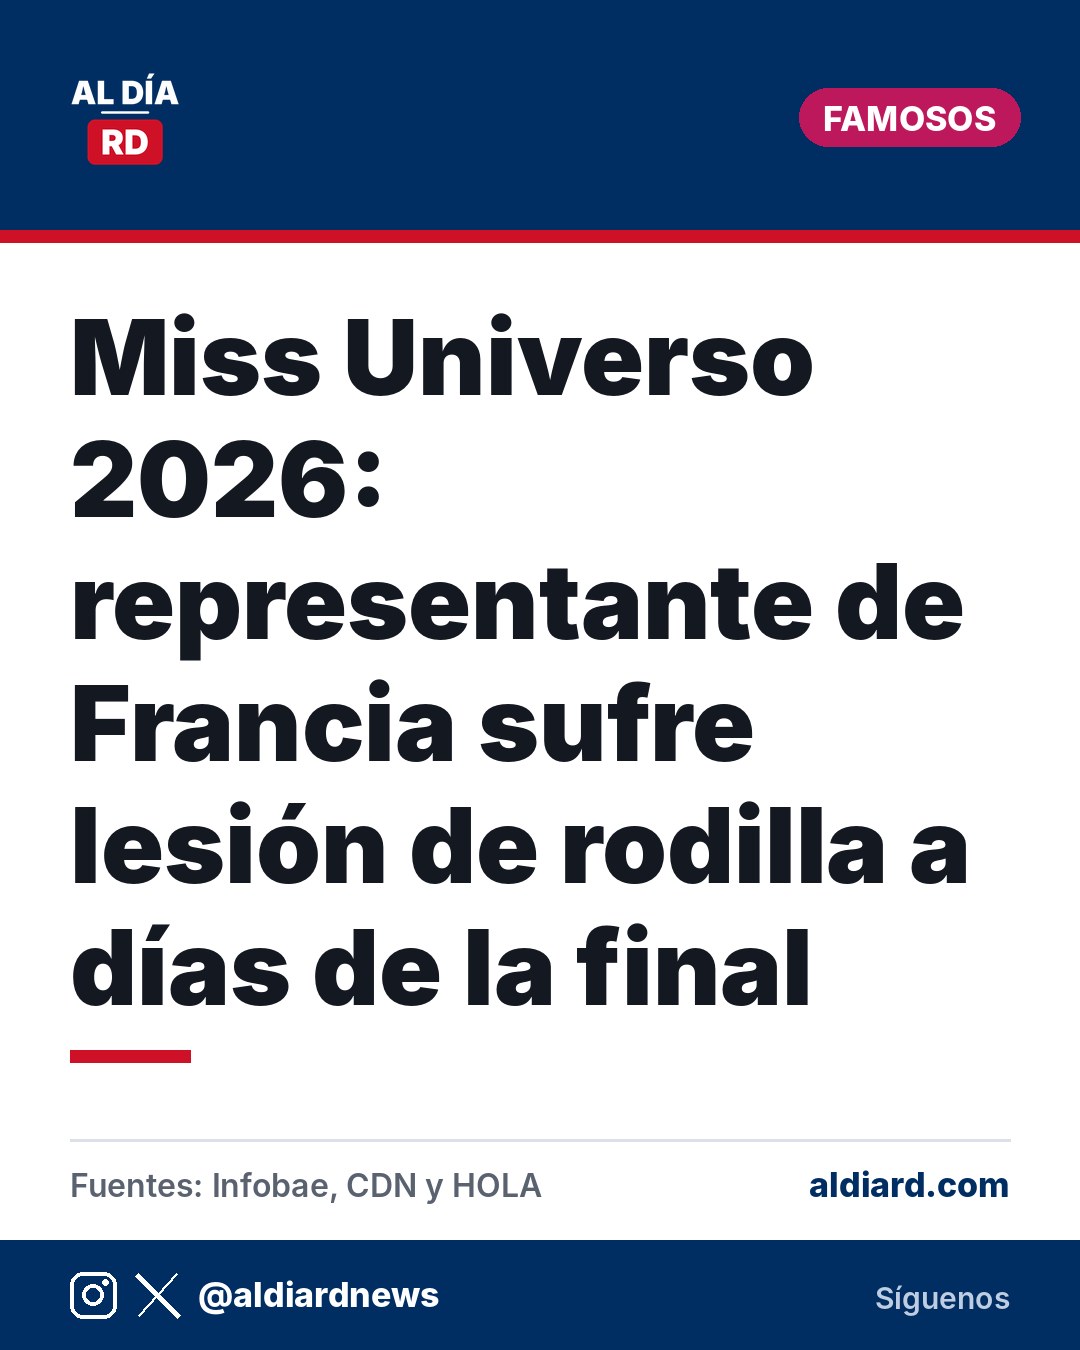 AL DÍA
RD
FAMOSOS
Miss Universo
2026:
representante de
Francia sufre
lesión de rodilla a
días de la final
Fuentes: Infobae, CDN y HOLA
aldiard.com
@aldiardnews
Síguenos